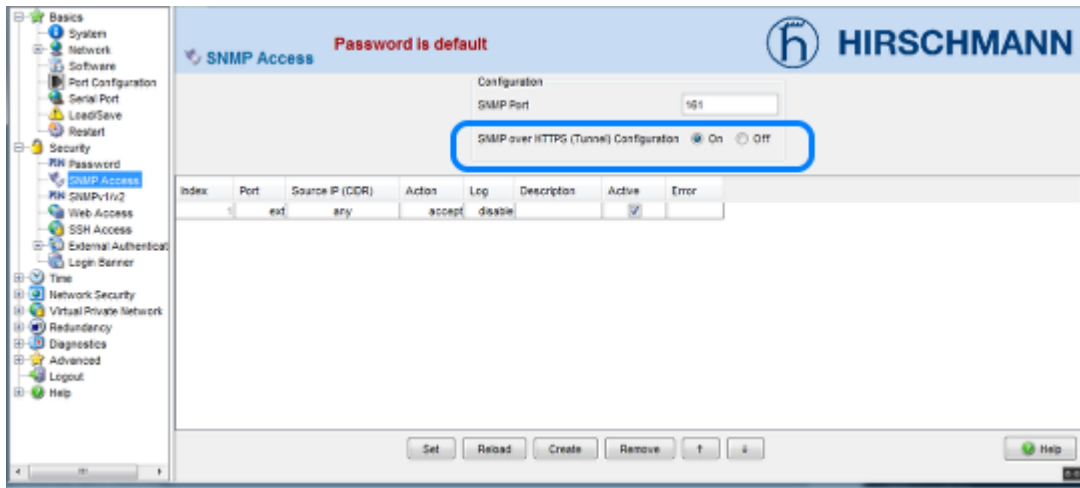 Basics
System
Network
Software
Port Configuration
Serial Port
Load/Save
Restart
Security
Password
SNMP Access
SNMPv1/v2
Web Access
SSH Access
External Authenticat
Login Banner
Time
Network Security
Virtual Private Network
Redundancy
Diagnostics
Advanced
Logout
Help
SNMP Access
Password is default
HIRSCHMANN
Configuration
SNMP Port 161
SNMP over HTTPS (Tunnel) Configuration On Off
Index Port Source IP (CIDR) Action Log Description Active Error
1 ext any accept disable
Set Reload Create Remove ↑ ↓ Help